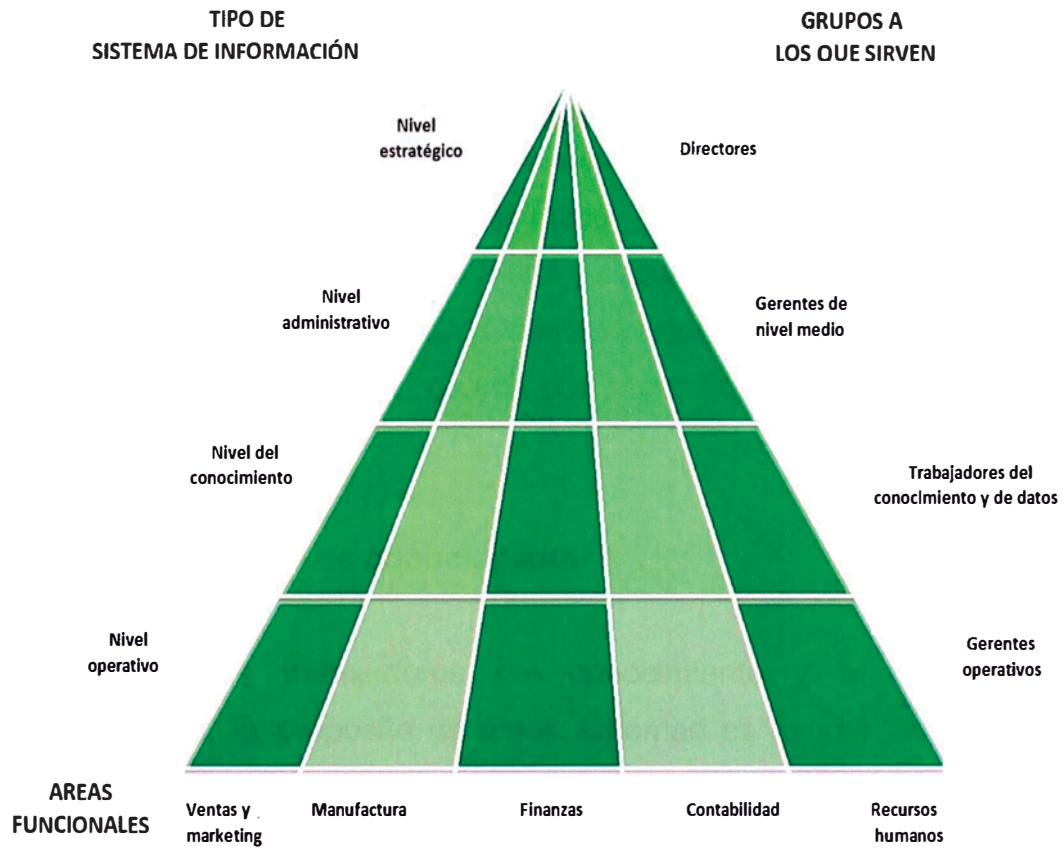 TIPO DE
SISTEMA DE INFORMACIÓN
GRUPOS A
LOS QUE SIRVEN
Nivel
estratégico
Directores
Nivel
administrativo
Gerentes de
nivel medio
Nivel del
conocimiento
Trabajadores del
conocimiento y de datos
Nivel
operativo
Gerentes
operativos
AREAS
FUNCIONALES
Ventas y
marketing
Manufactura
Finanzas
Contabilidad
Recursos
humanos